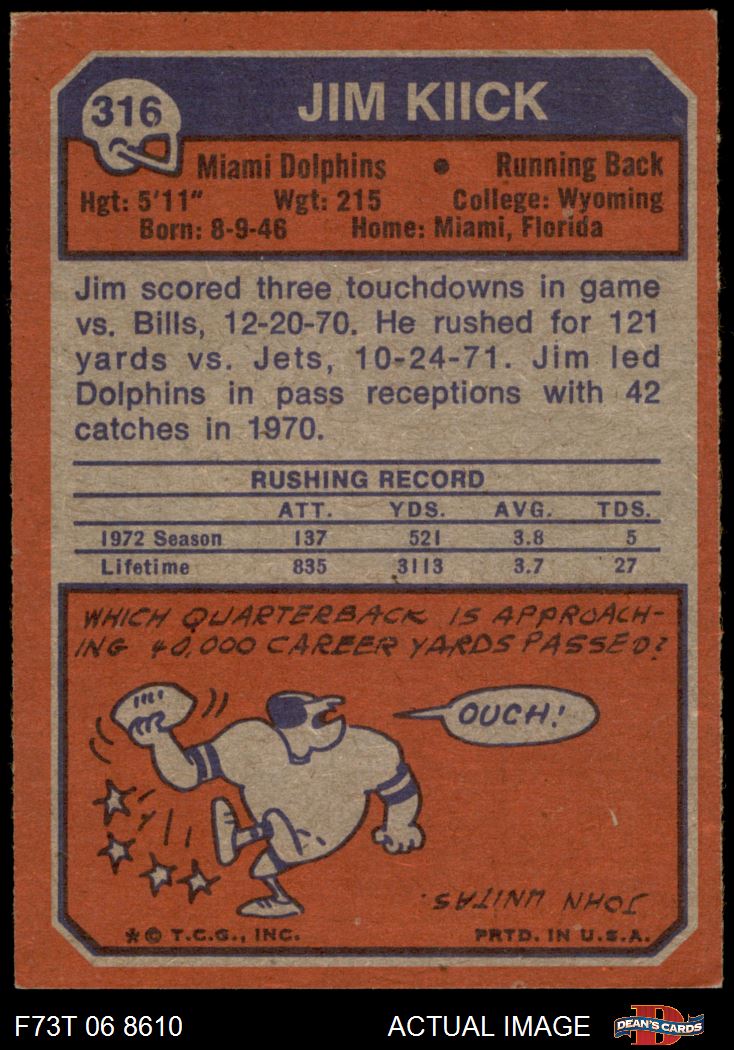 316
JIM KIICK
Miami Dolphins • Running Back
Hgt: 5'11" Wgt: 215 College: Wyoming
Born: 8-9-46 Home: Miami, Florida
Jim scored three touchdowns in game
vs. Bills, 12-20-70. He rushed for 121
yards vs. Jets, 10-24-71. Jim led
Dolphins in pass receptions with 42
catches in 1970.
RUSHING RECORD
ATT. YDS. AVG. TDS.
1972 Season 137 521 3.8 5
Lifetime 835 3113 3.7 27
WHICH QUARTERBACK IS APPROACH-
ING 40,000 CAREER YARDS PASSED?
OUCH!
JOHN UNITAS.
* © T.C.G., INC. PRTD. IN U.S.A.
F73T 06 8610 ACTUAL IMAGE D DEAN'S CARDS